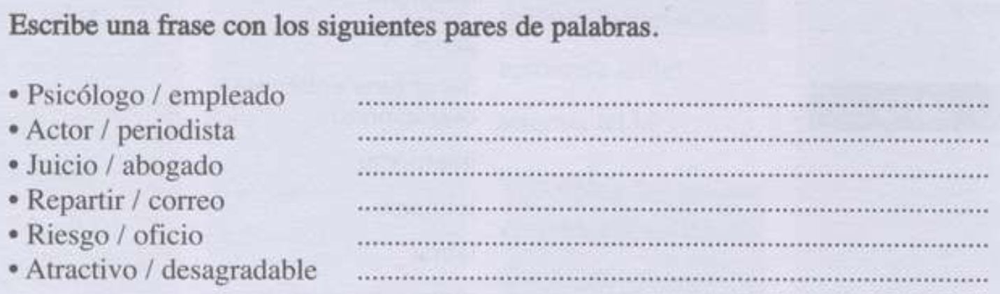 Escribe una frase con los siguientes pares de palabras.
• Psicólogo / empleado ........................................................................
• Actor / periodista ........................................................................
• Juicio / abogado ........................................................................
• Repartir / correo ........................................................................
• Riesgo / oficio ........................................................................
• Atractivo / desagradable ........................................................................